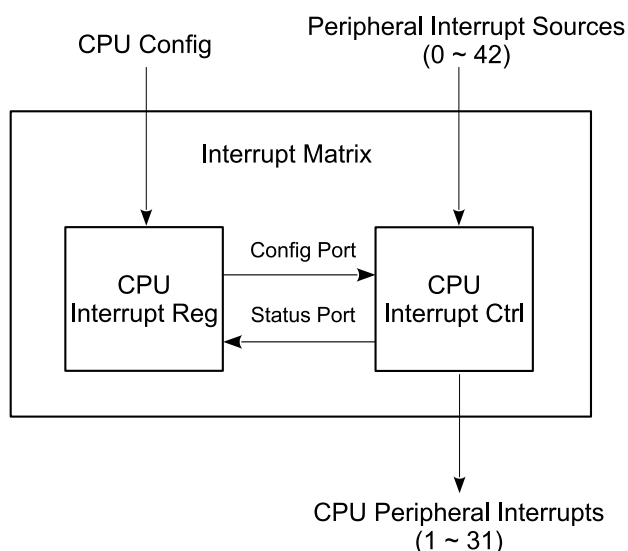 CPU Config
Peripheral Interrupt Sources
(0 ~ 42)
Interrupt Matrix
CPU
Interrupt Reg
Config Port
Status Port
CPU
Interrupt Ctrl
CPU Peripheral Interrupts
(1 ~ 31)